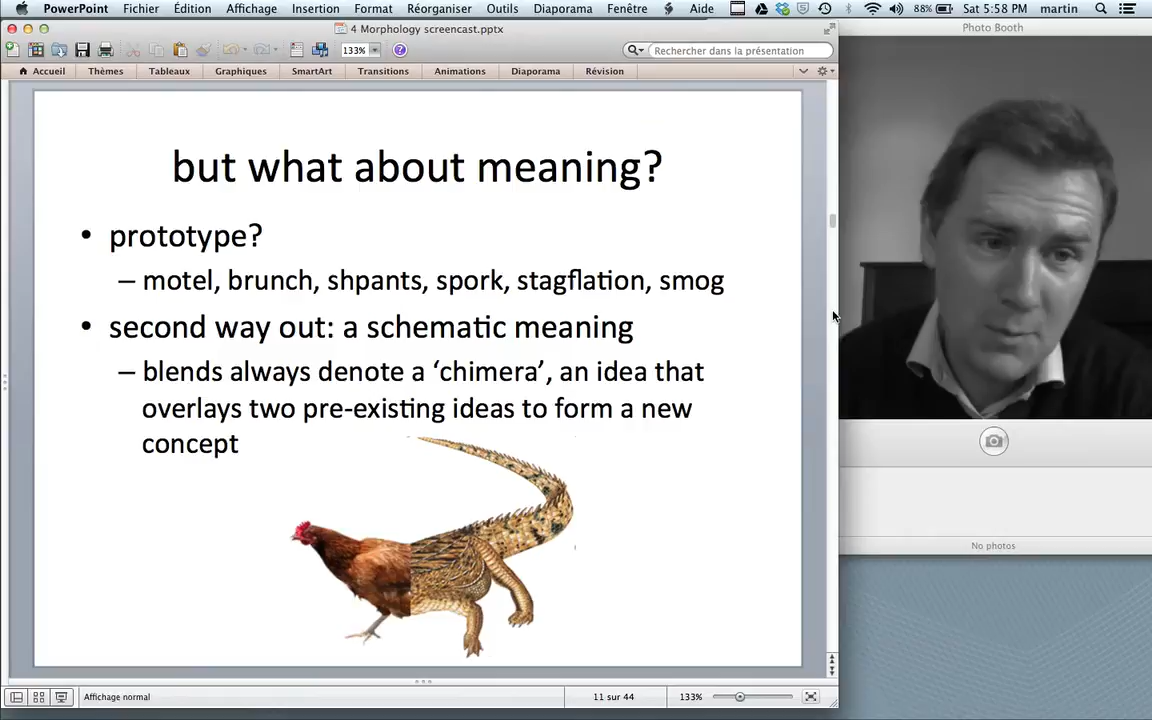 PowerPoint Fichier Édition Affichage Insertion Format Réorganiser Outils Diaporama Fenêtre Aide 88% Sat 5:58 PM martin
4 Morphology screencast.pptx
Photo Booth
133%
Rechercher dans la présentation
Accueil Thèmes Tableaux Graphiques SmartArt Transitions Animations Diaporama Révision
but what about meaning?
• prototype?
– motel, brunch, shpants, spork, stagflation, smog
• second way out: a schematic meaning
– blends always denote a ‘chimera’, an idea that
overlays two pre-existing ideas to form a new
concept
No photos
Affichage normal 11 sur 44 133%